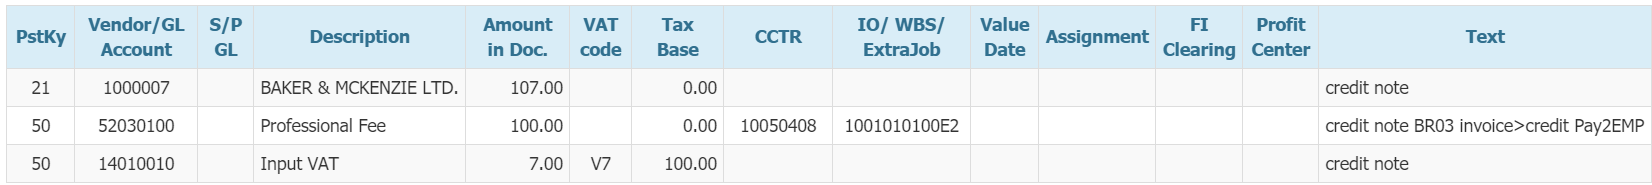 PstKy Vendor/GL Account S/P GL Description Amount in Doc. VAT code Tax Base CCTR IO/ WBS/ ExtraJob Value Date Assignment FI Clearing Profit Center Text
21 1000007 BAKER & MCKENZIE LTD. 107.00 0.00 credit note
50 52030100 Professional Fee 100.00 0.00 10050408 1001010100E2 credit note BR03 invoice>credit Pay2EMP
50 14010010 Input VAT 7.00 V7 100.00 credit note